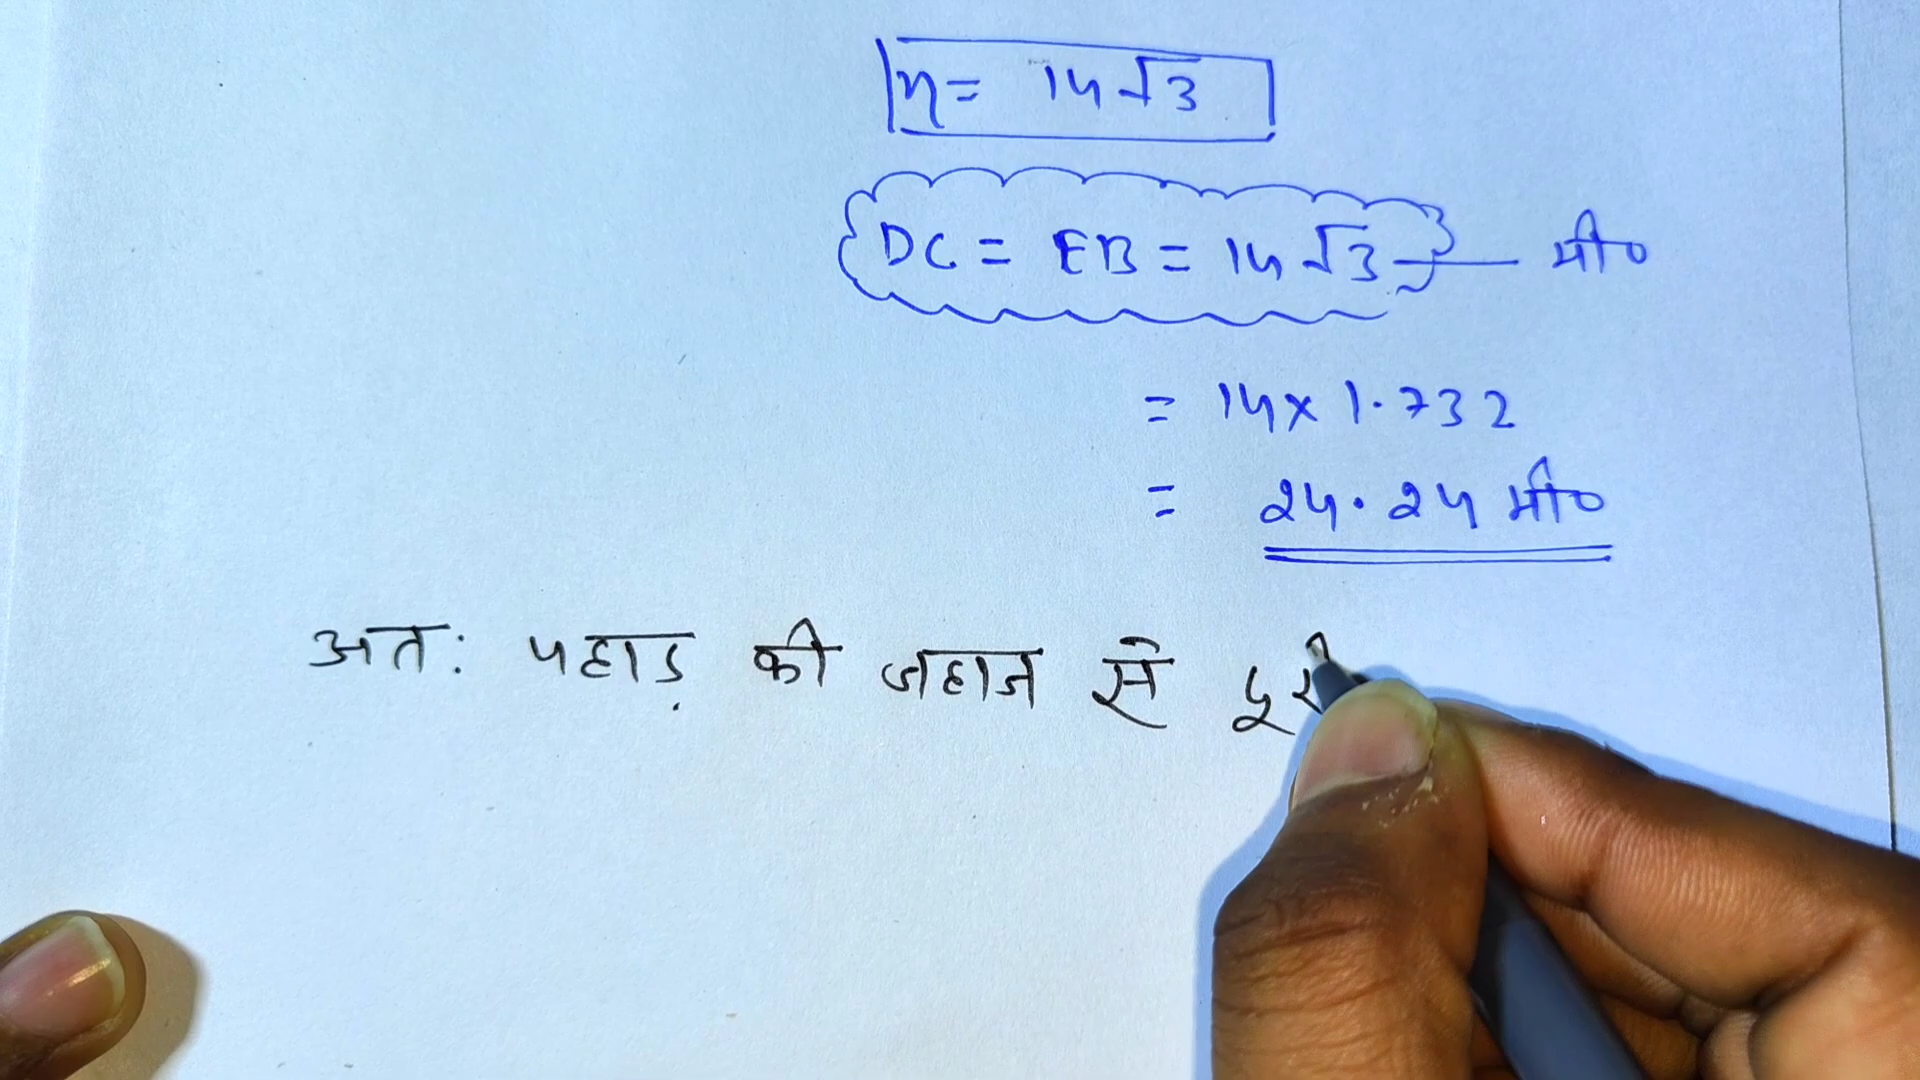 x = 14√3
DC = EB = 14√3 — मी०
= 14 x 1.732
= 24.24 मी०
अत: पहाड़ की जहाज से दूरी